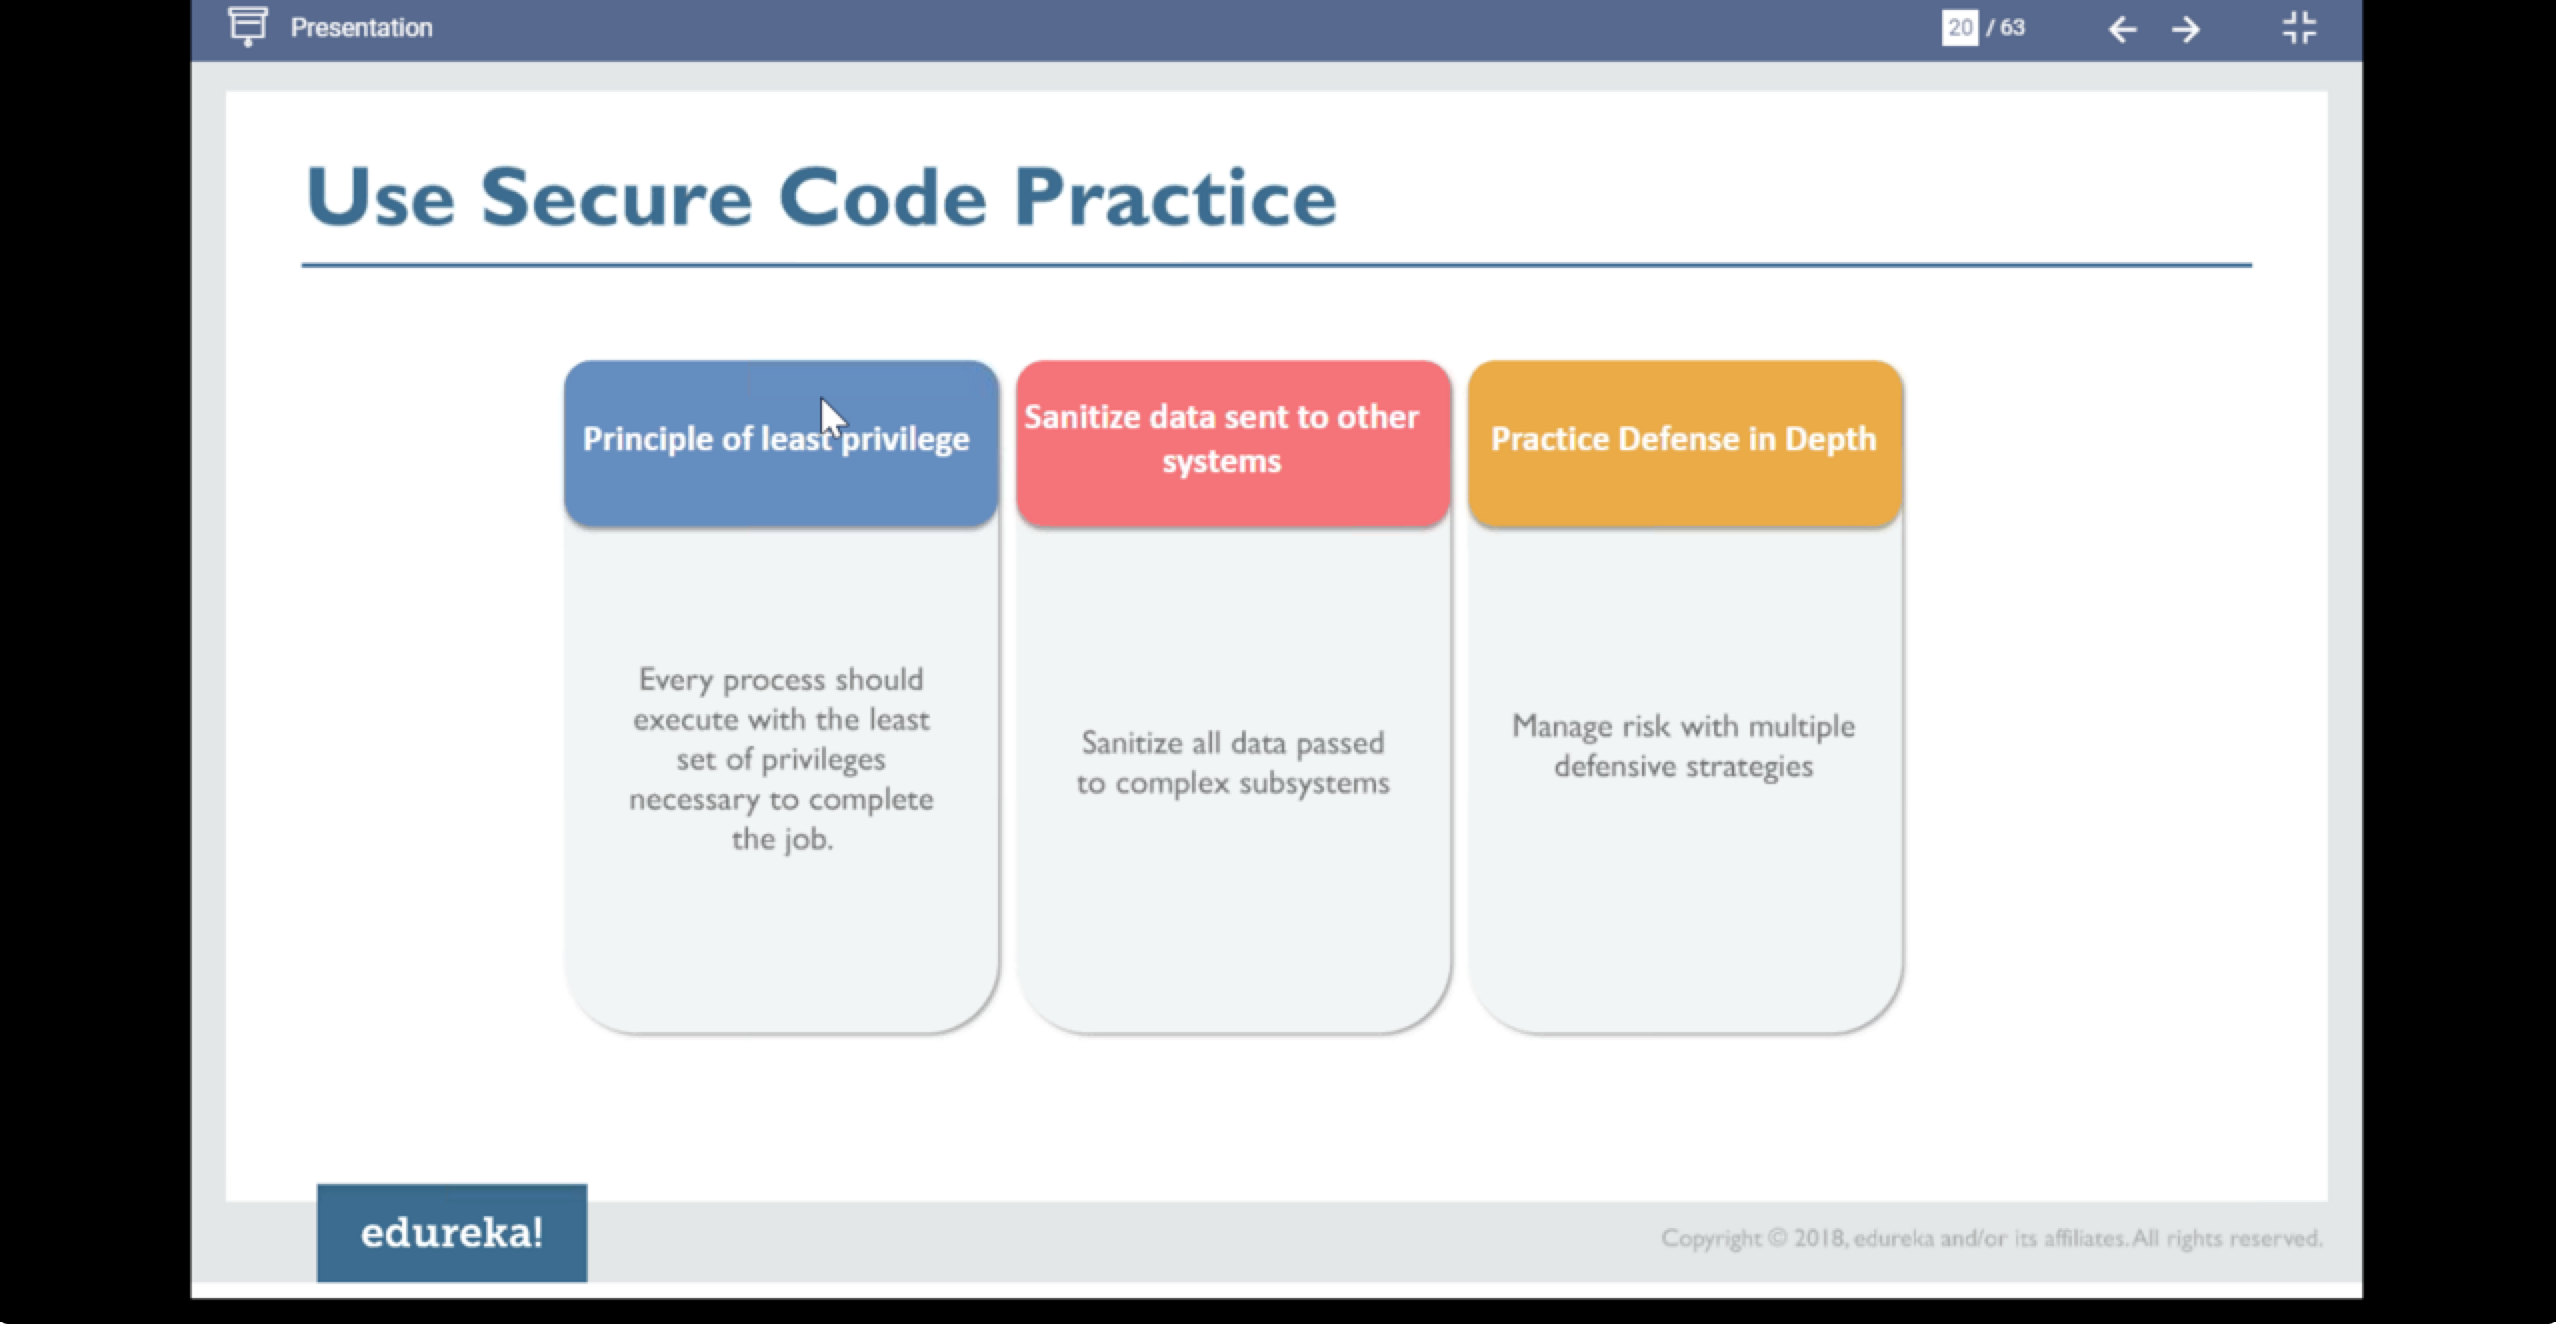 Presentation
20 / 63
Use Secure Code Practice
Principle of least privilege
Every process should
execute with the least
set of privileges
necessary to complete
the job.
Sanitize data sent to other
systems
Sanitize all data passed
to complex subsystems
Practice Defense in Depth
Manage risk with multiple
defensive strategies
edureka!
Copyright © 2018, edureka and/or its affiliates. All rights reserved.